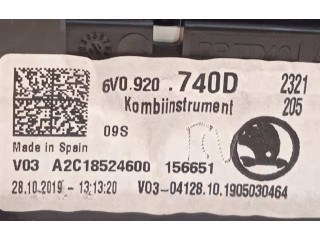 6V0.920 .740D 2321
Kombiinstrument 205
09S
Made in Spain
V03 A2C18524600 156651
28.10.2019 - 13:13:20 V03-04128.10.1905030464